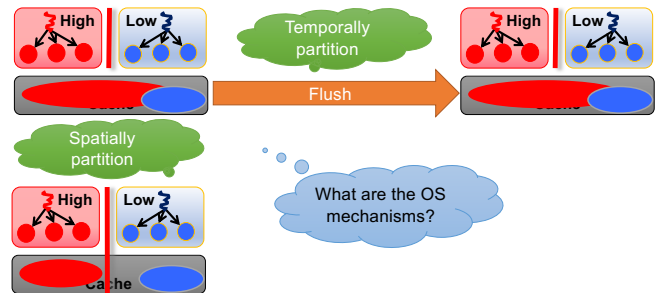 High Low
Temporally
partition
High Low
Cache
Flush
Cache
Spatially
partition
What are the OS
mechanisms?
High Low
Cache